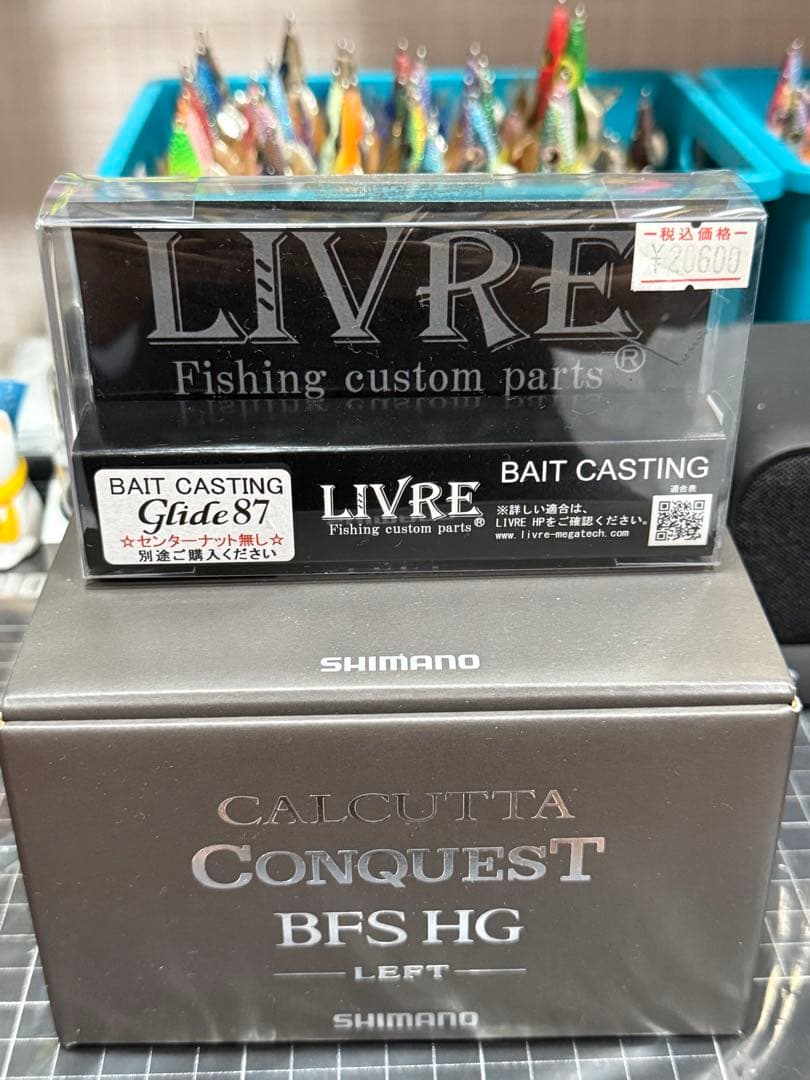 LIVRE
Fishing custom parts®
税込価格
¥20600
BAIT CASTING
Glide87
☆センターナット無し☆
別途ご購入ください
LIVRE
Fishing custom parts®
BAIT CASTING
※詳しい適合は、
LIVRE HPをご確認ください。
www.livre-megatech.com
適合表
SHIMANO
CALCUTTA
CONQUEST
BFS HG
LEFT
SHIMANO